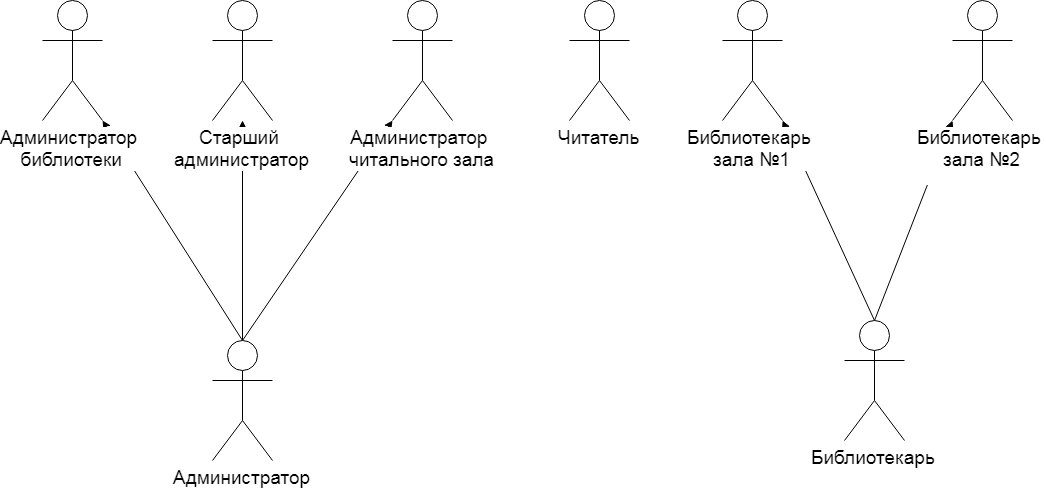 Администратор
библиотеки
Старший
администратор
Администратор
читального зала
Читатель
Библиотекарь
зала №1
Библиотекарь
зала №2
Администратор
Библиотекарь